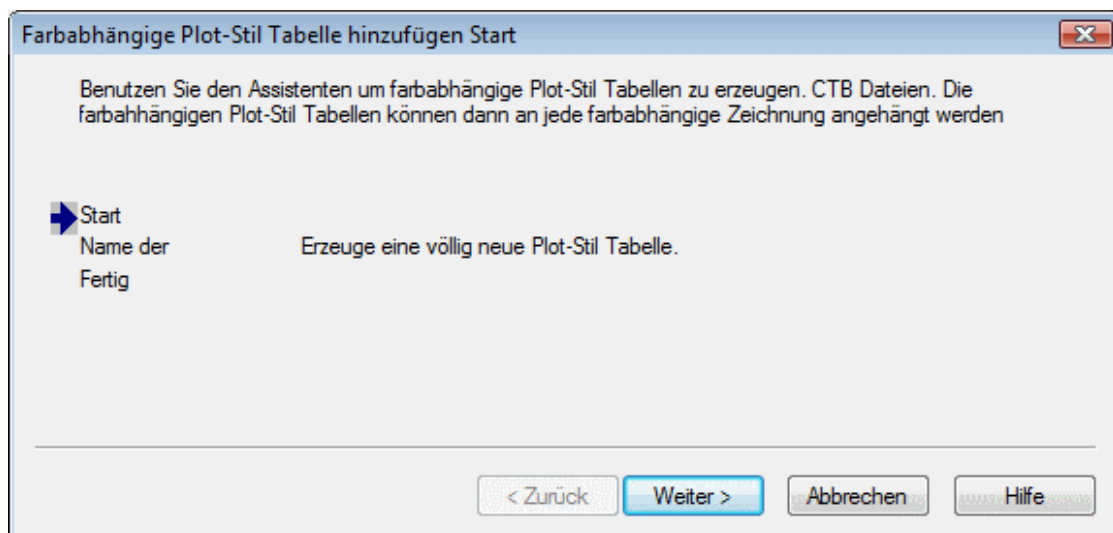 Farbabhängige Plot-Stil Tabelle hinzufügen Start
Benutzen Sie den Assistenten um farbabhängige Plot-Stil Tabellen zu erzeugen. CTB Dateien. Die
farbahhängigen Plot-Stil Tabellen können dann an jede farbabhängige Zeichnung angehängt werden
Start
Name der
Erzeuge eine völlig neue Plot-Stil Tabelle.
Fertig
< Zurück
Weiter >
Abbrechen
Hilfe